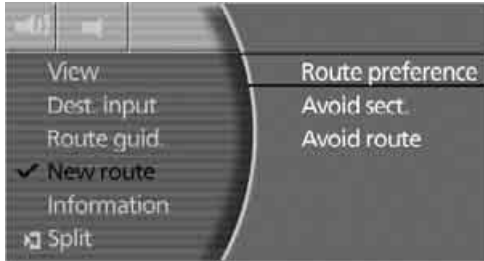 View
Dest. input
Route guid.
New route
Information
Split
Route preference
Avoid sect.
Avoid route